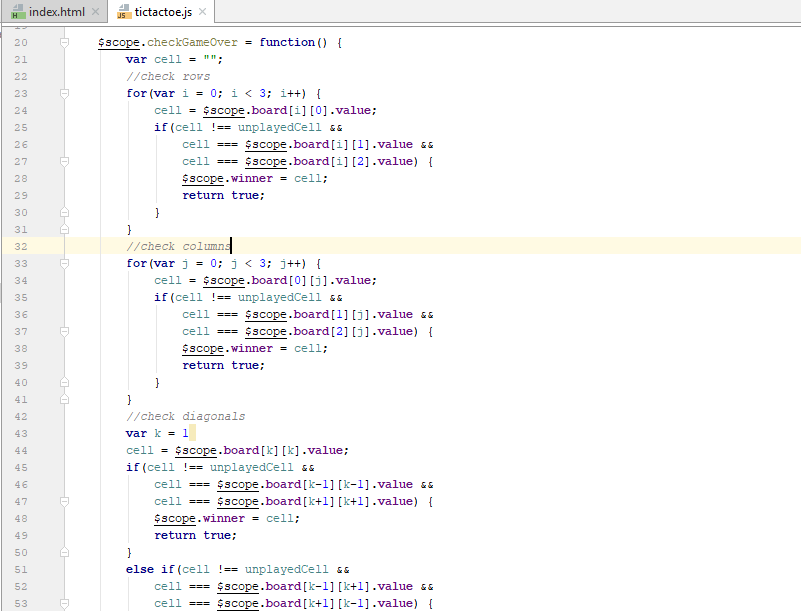 index.html tictactoe.js
20 $scope.checkGameOver = function() {
21 var cell = "";
22 //check rows
23 for(var i = 0; i < 3; i++) {
24 cell = $scope.board[i][0].value;
25 if(cell !== unplayedCell &&
26 cell === $scope.board[i][1].value &&
27 cell === $scope.board[i][2].value) {
28 $scope.winner = cell;
29 return true;
30 }
31 }
32 //check columns
33 for(var j = 0; j < 3; j++) {
34 cell = $scope.board[0][j].value;
35 if(cell !== unplayedCell &&
36 cell === $scope.board[1][j].value &&
37 cell === $scope.board[2][j].value) {
38 $scope.winner = cell;
39 return true;
40 }
41 }
42 //check diagonals
43 var k = 1
44 cell = $scope.board[k][k].value;
45 if(cell !== unplayedCell &&
46 cell === $scope.board[k-1][k-1].value &&
47 cell === $scope.board[k+1][k+1].value) {
48 $scope.winner = cell;
49 return true;
50 }
51 else if(cell !== unplayedCell &&
52 cell === $scope.board[k-1][k+1].value &&
53 cell === $scope.board[k+1][k-1].value) {